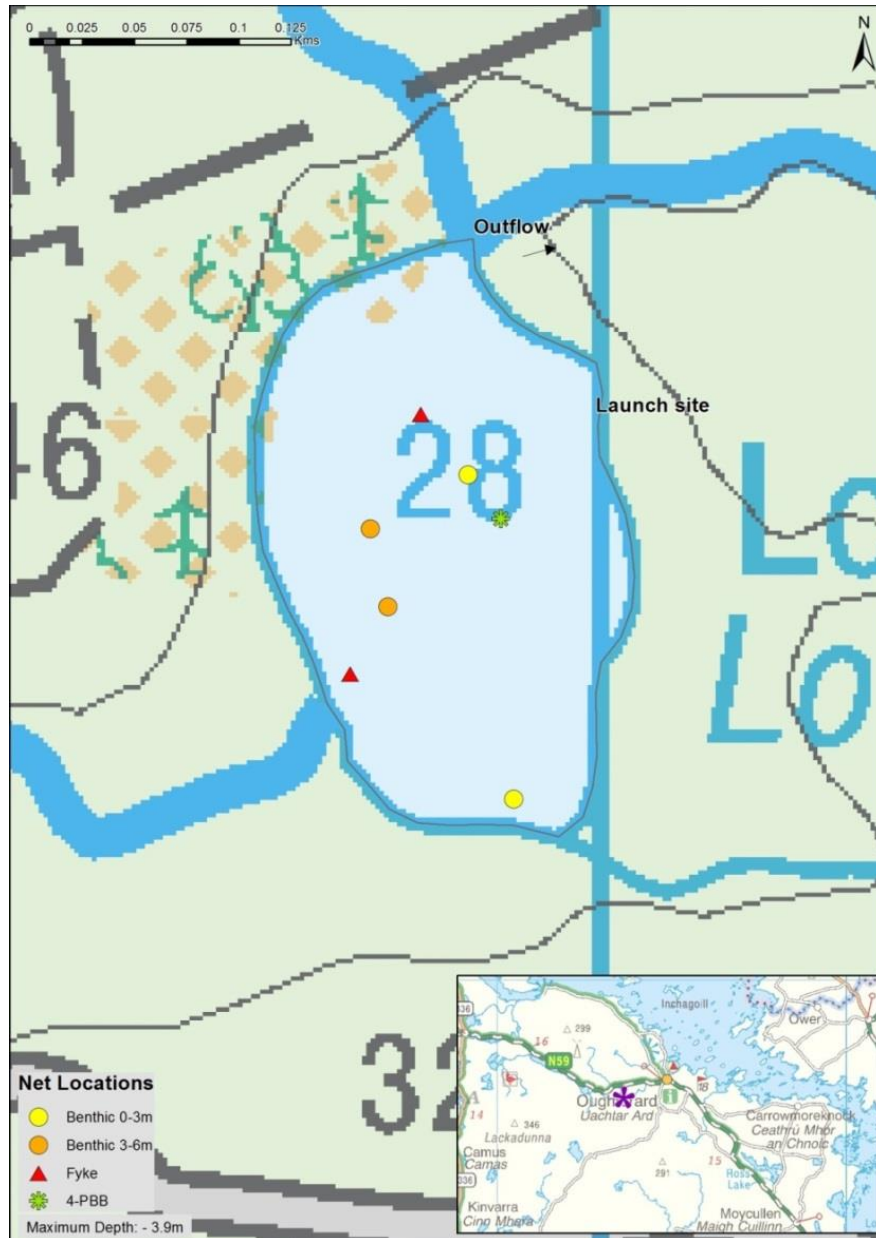 0 0.025 0.05 0.075 0.1 0.125
Kms
N
Outflow
Launch site
28
46
Lo
Lo
32
Net Locations
Benthic 0-3m
Benthic 3-6m
Fyke
4-PBB
Maximum Depth: - 3.9m
Inchagoill
Ower
336
299
16
N59
18
Uachtar Ard
A
14
346
Lackadunna
Carrowmoreknock
Ceathrú Mhór
an Chnoic
Camus
Camas
291
15
Ross
Lake
336
Kinvarra
Cinn Mhara
Moycullen
Maigh Cuilinn